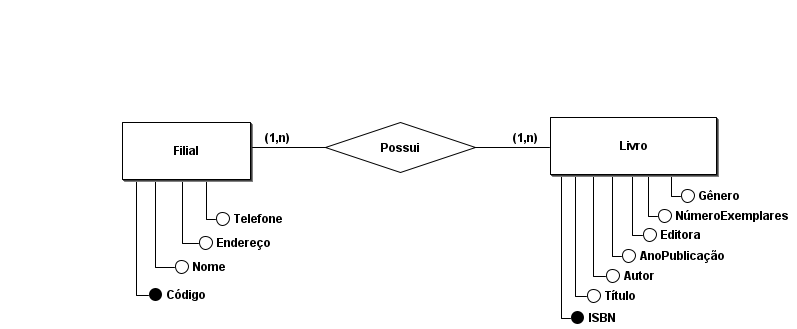 (1,n)
(1,n)
Filial
Possui
Livro
Telefone
Endereço
Nome
Código
Gênero
NúmeroExemplares
Editora
AnoPublicação
Autor
Título
ISBN